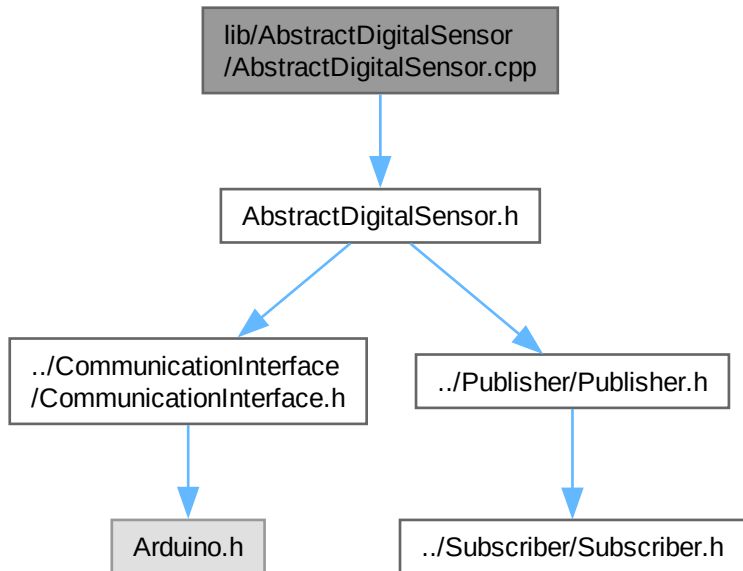 lib/AbstractDigitalSensor
/AbstractDigitalSensor.cpp
AbstractDigitalSensor.h
../CommunicationInterface
/CommunicationInterface.h
../Publisher/Publisher.h
Arduino.h
../Subscriber/Subscriber.h